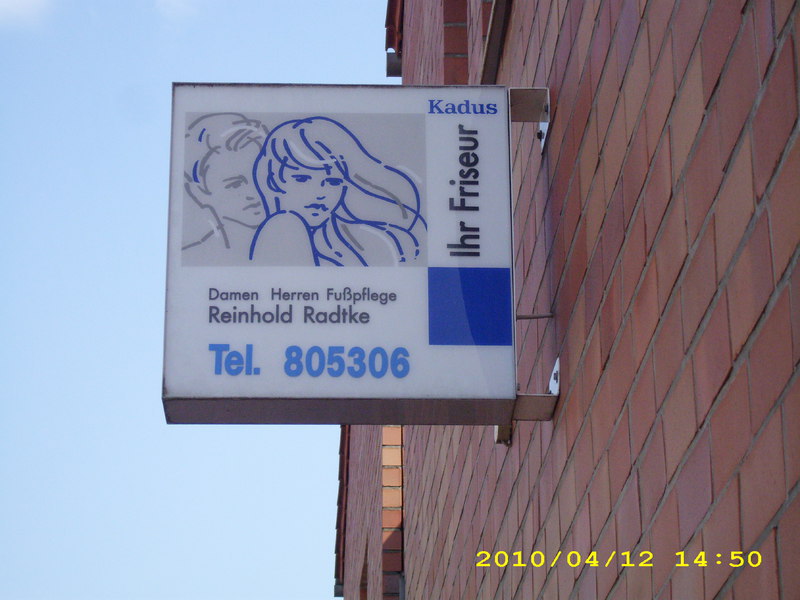 Kadus
Ihr Friseur
Damen Herren Fußpflege
Reinhold Radtke
Tel. 805306
2010/04/12 14:50